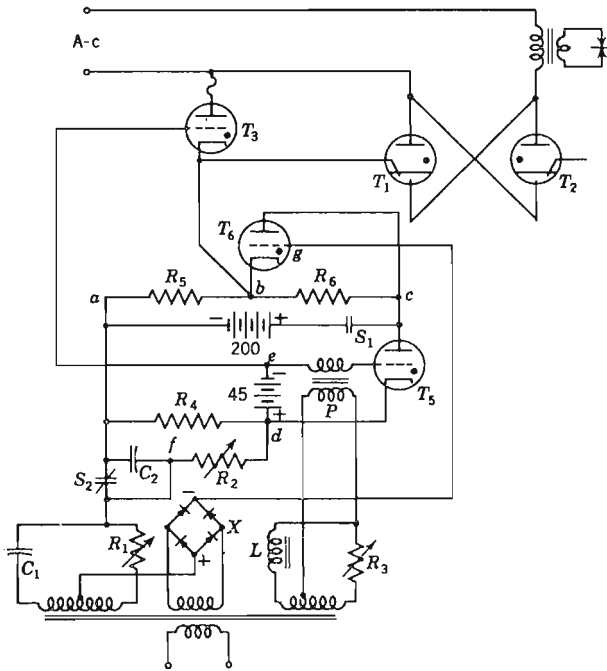 A-c
T3
T1
T2
T6
g
R5
b
R6
a
c
−
+
S1
200
e
−
T5
45
R4
P
+
d
f
C2
R2
S2
−
X
R1
L
R3
C1
+